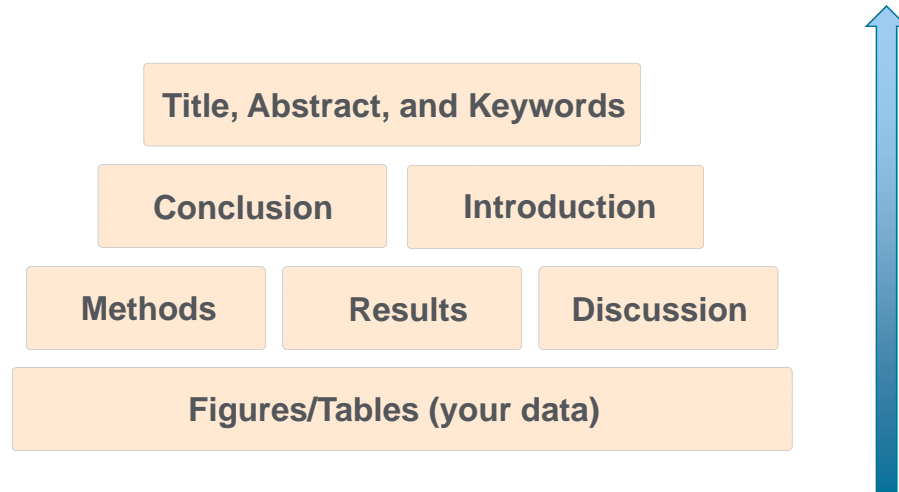 Title, Abstract, and Keywords
Conclusion
Introduction
Methods
Results
Discussion
Figures/Tables (your data)